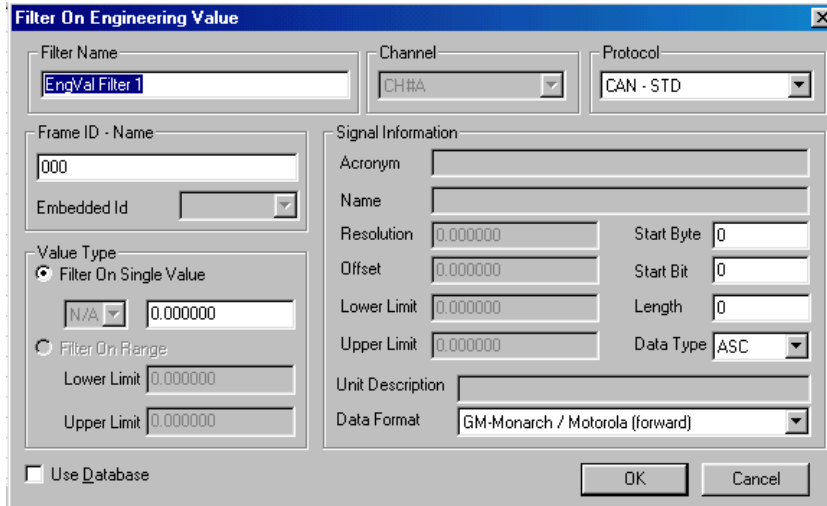 Filter On Engineering Value
Filter Name
EngVal Filter 1
Channel
CH#A
Protocol
CAN - STD
Frame ID - Name
000
Embedded Id
Value Type
Filter On Single Value
N/A 0.000000
Filter On Range
Lower Limit 0.000000
Upper Limit 0.000000
Signal Information
Acronym
Name
Resolution 0.000000 Start Byte 0
Offset 0.000000 Start Bit 0
Lower Limit 0.000000 Length 0
Upper Limit 0.000000 Data Type ASC
Unit Description
Data Format GM-Monarch / Motorola (forward)
Use Database
OK Cancel